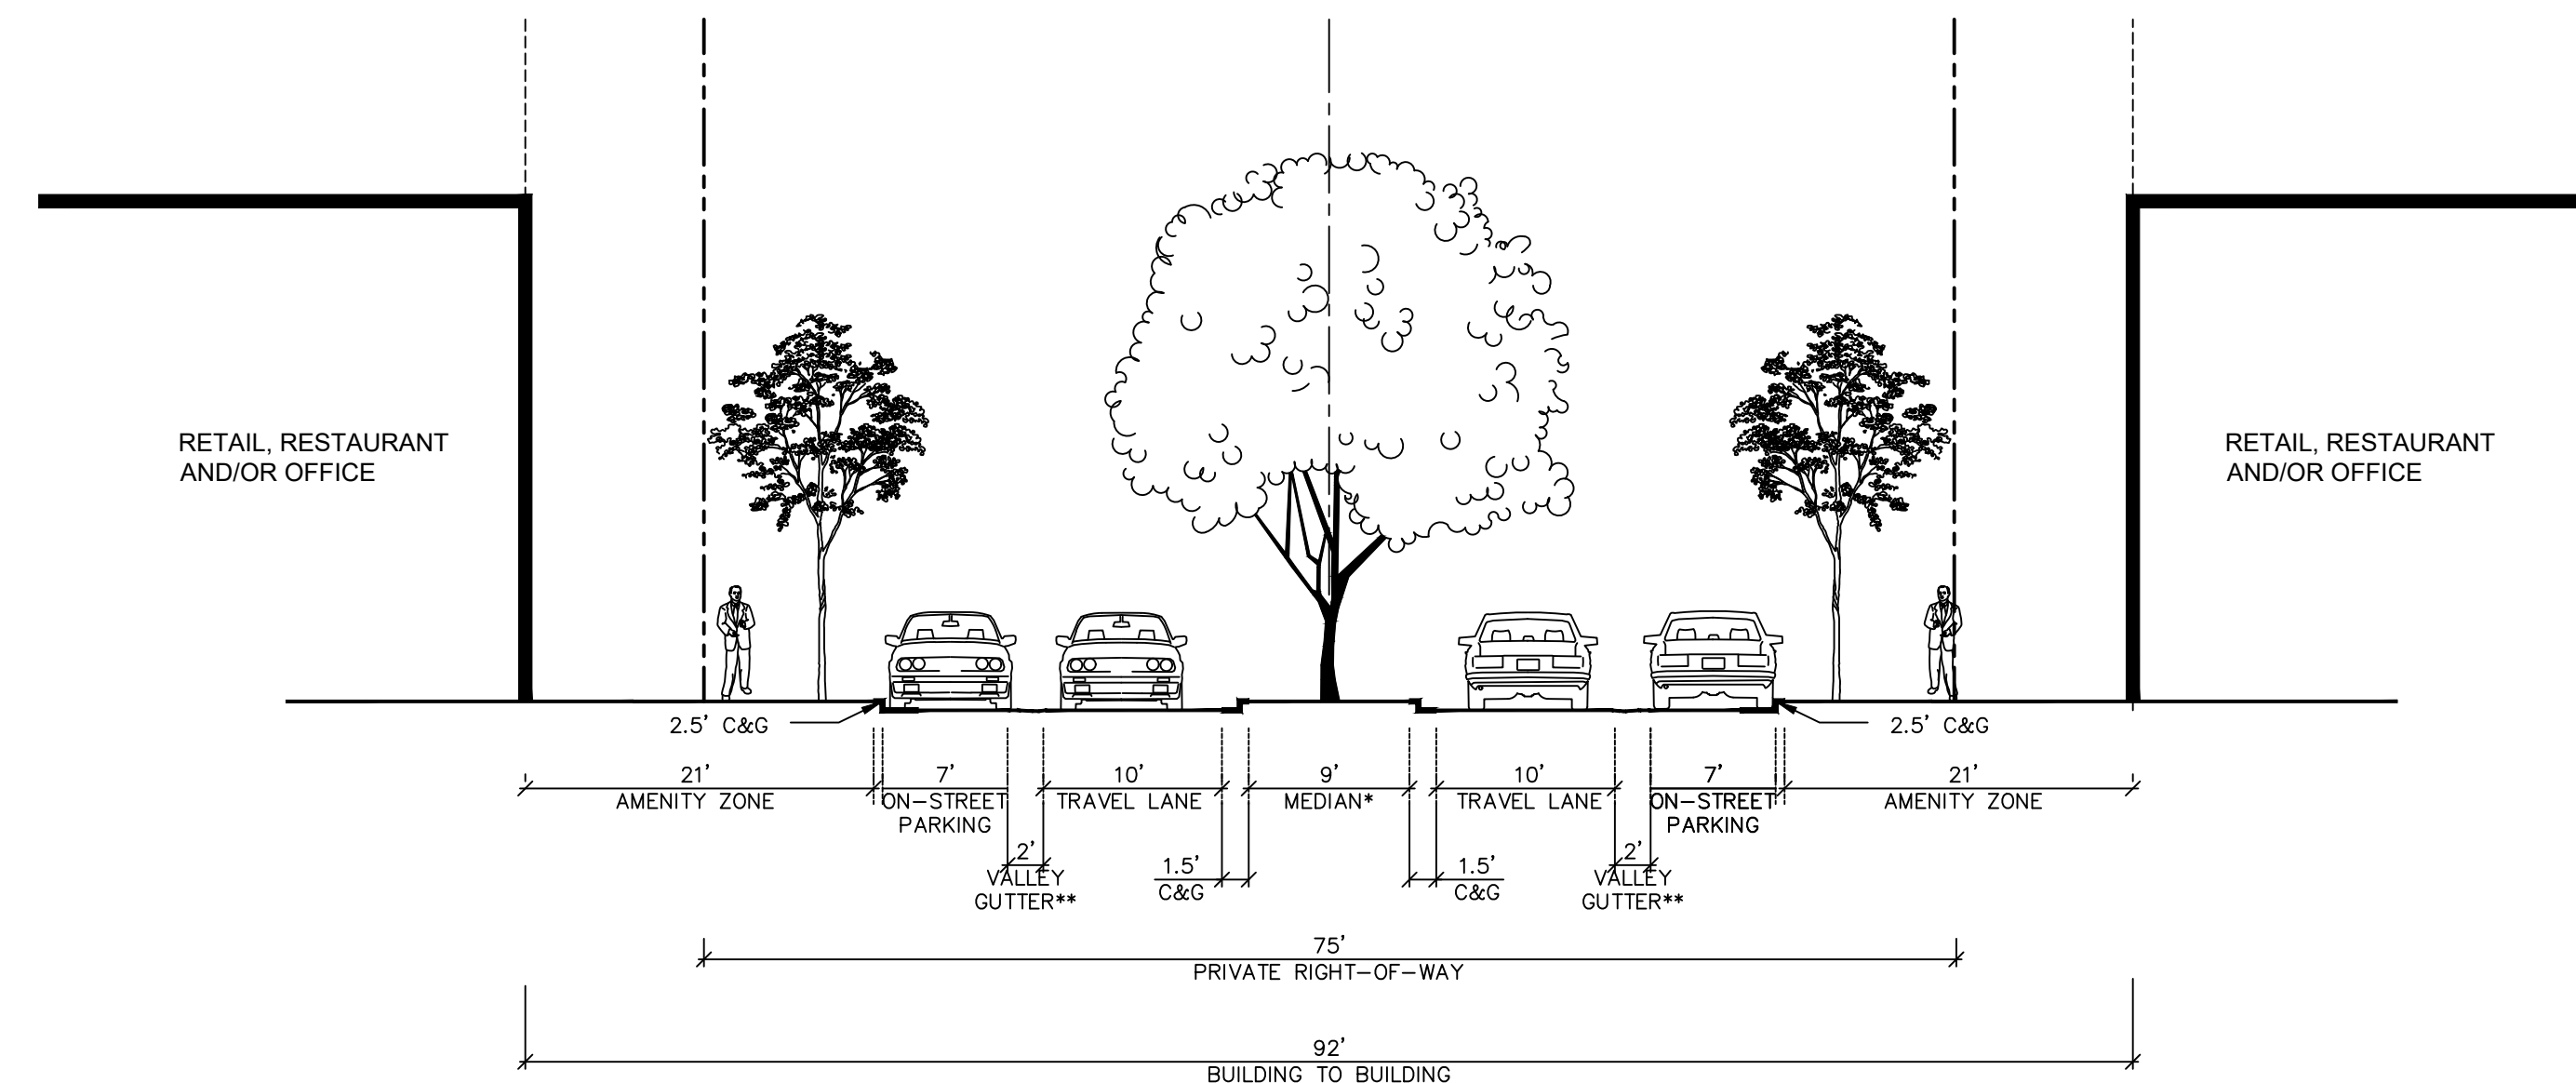 RETAIL, RESTAURANT
AND/OR OFFICE
RETAIL, RESTAURANT
AND/OR OFFICE
2.5' C&G
2.5' C&G
21'
AMENITY ZONE
7'
ON-STREET
PARKING
10'
TRAVEL LANE
9'
MEDIAN*
10'
TRAVEL LANE
7'
ON-STREET
PARKING
21'
AMENITY ZONE
2'
VALLEY
GUTTER**
1.5'
C&G
1.5'
C&G
2'
VALLEY
GUTTER**
75'
PRIVATE RIGHT-OF-WAY
92'
BUILDING TO BUILDING